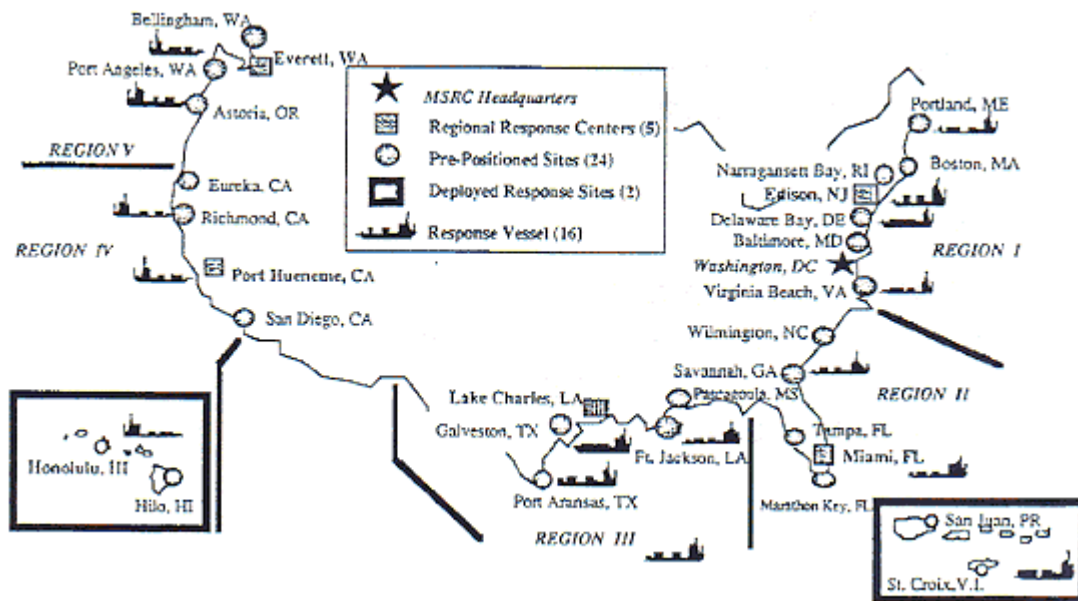 Bellingham, WA
Everett, WA
Port Angeles, WA
Astoria, OR
REGION V
Eureka, CA
Richmond, CA
REGION IV
Port Hueneme, CA
San Diego, CA
MSRC Headquarters
Regional Response Centers (5)
Pre-Positioned Sites (24)
Deployed Response Sites (2)
Response Vessel (16)
Portland, ME
Narragansett Bay, RI
Boston, MA
Edison, NJ
Delaware Bay, DE
Baltimore, MD
REGION I
Washington, DC
Virginia Beach, VA
Wilmington, NC
Savannah, GA
REGION II
Pascagoula, MS
Lake Charles, LA
Galveston, TX
Tampa, FL
Ft. Jackson, LA
Miami, FL
Port Aransas, TX
Marathon Key, FL
REGION III
Honolulu, HI
Hilo, HI
San Juan, PR
St. Croix, V.I.